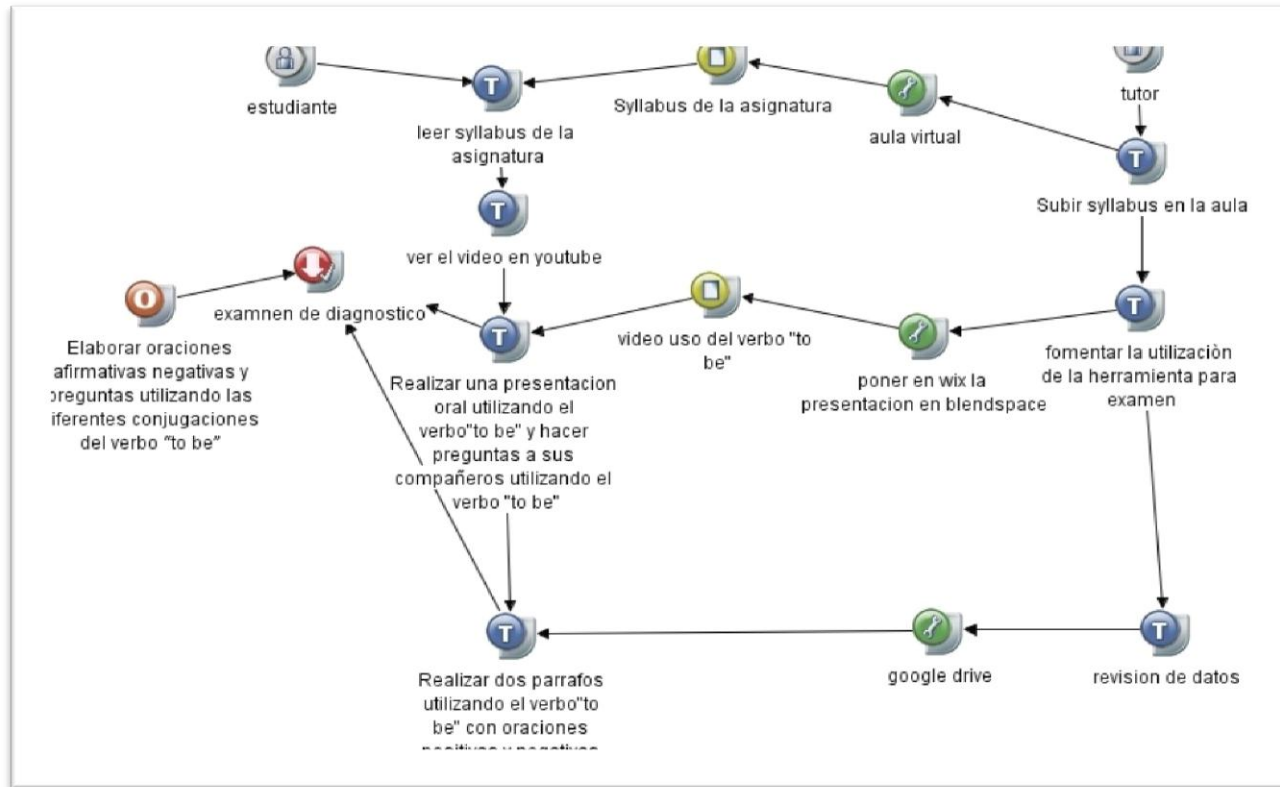 estudiante
leer syllabus de la
asignatura
Syllabus de la asignatura
aula virtual
tutor
Subir syllabus en la aula
ver el video en youtube
examnen de diagnostico
Elaborar oraciones
afirmativas negativas y
preguntas utilizando las
iferentes conjugaciones
del verbo "to be"
Realizar una presentacion
oral utilizando el
verbo"to be" y hacer
preguntas a sus
compañeros utilizando el
verbo "to be"
video uso del verbo "to
be"
poner en wix la
presentacion en blendspace
fomentar la utilizaciòn
de la herramienta para
examen
Realizar dos parrafos
utilizando el verbo"to
be" con oraciones
positivas y negativas
google drive
revision de datos
T
T
T
T
T
T
T
O